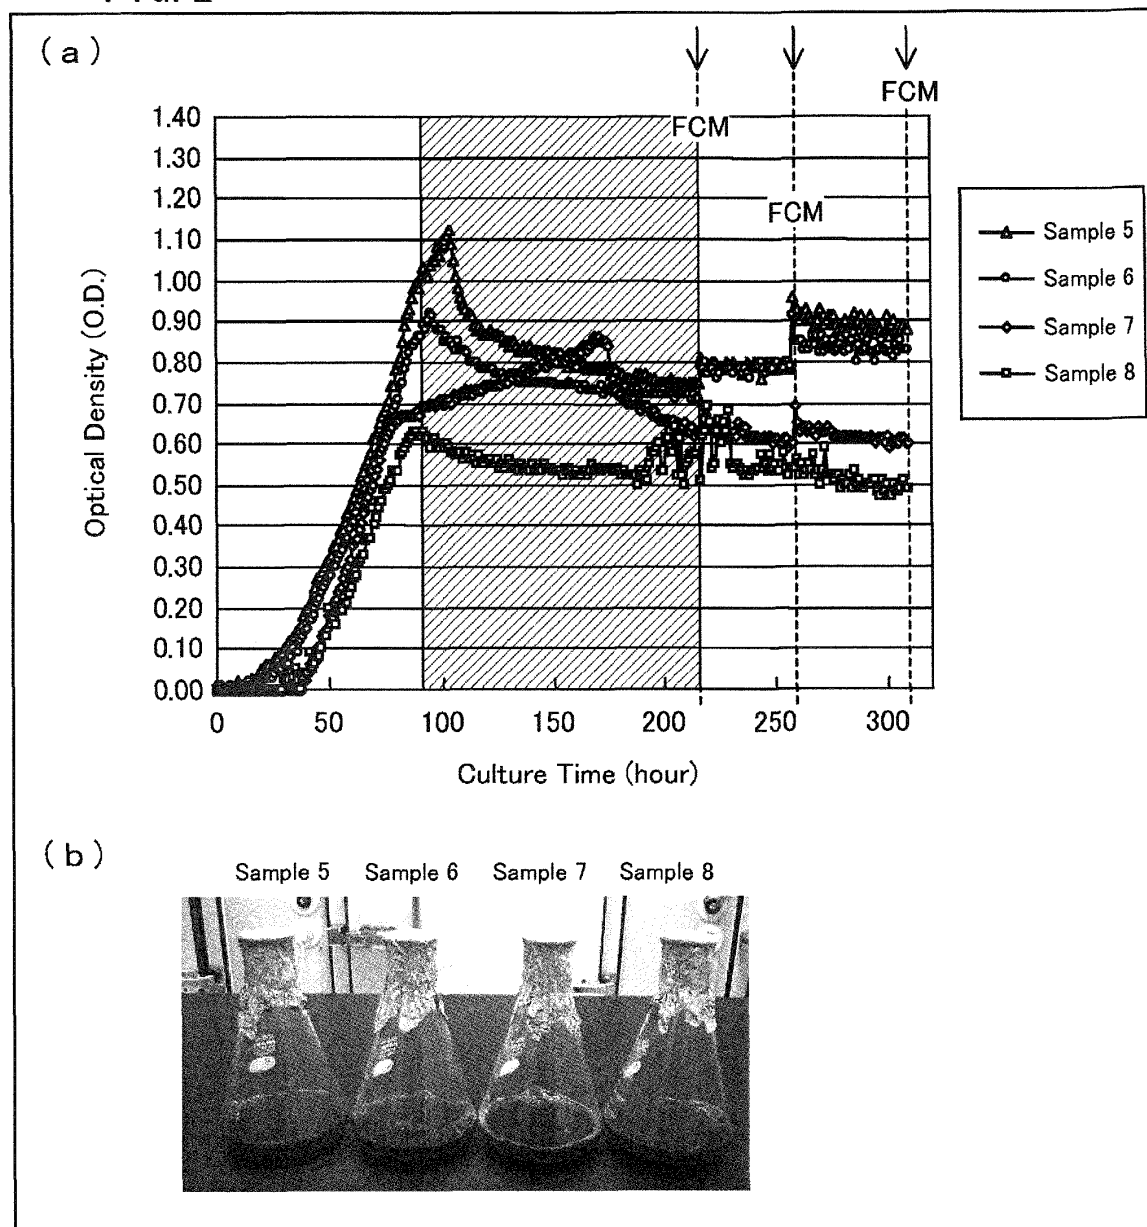 (a)
FCM
FCM
FCM
1.40
1.30
1.20
1.10
1.00
0.90
0.80
0.70
0.60
0.50
0.40
0.30
0.20
0.10
0.00
Optical Density (O.D.)
0 50 100 150 200 250 300
Culture Time (hour)
Sample 5
Sample 6
Sample 7
Sample 8
(b)
Sample 5 Sample 6 Sample 7 Sample 8